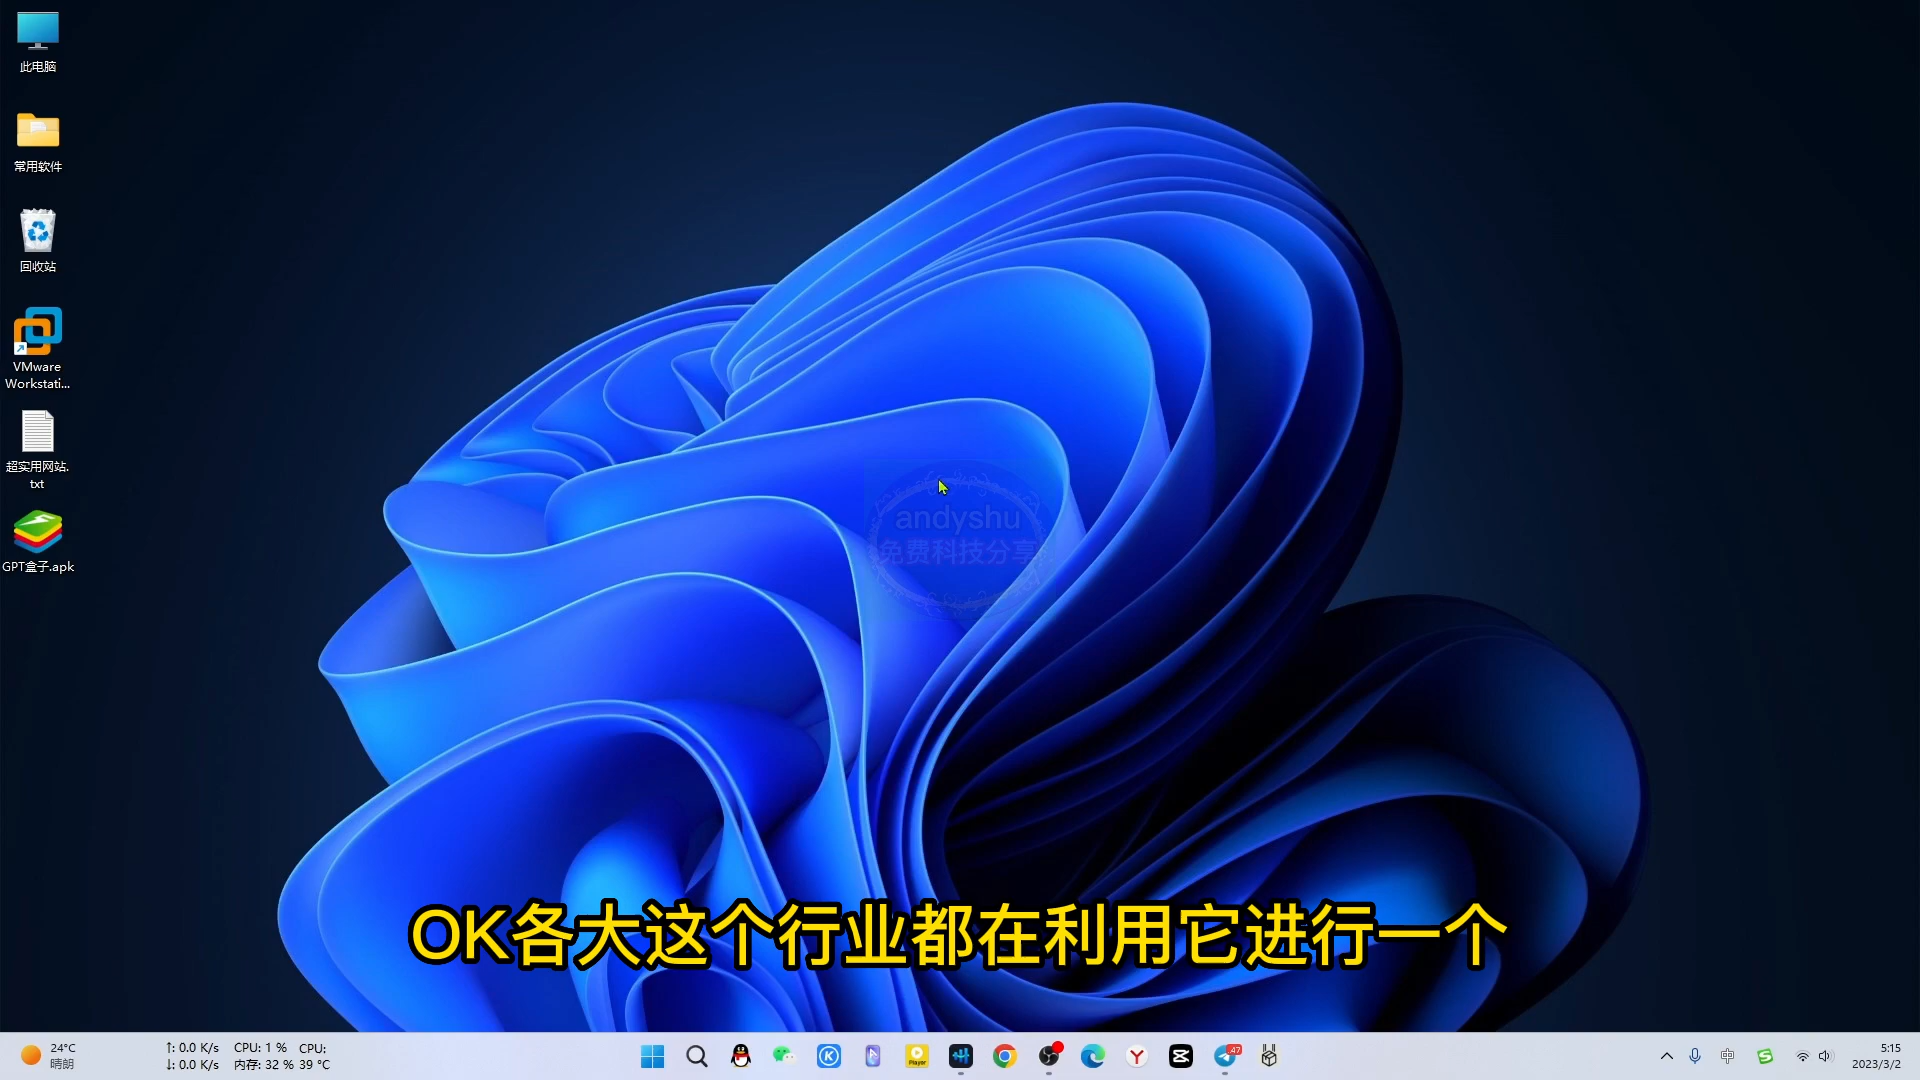 此电脑
常用软件
回收站
VMware
Workstati...
超实用网站.
txt
GPT盒子.apk
andyshu
免费科技分享
OK各大这个行业都在利用它进行一个
24°C
晴朗
↑: 0.0 K/s CPU: 1 % CPU:
↓: 0.0 K/s 内存: 32 % 39 °C
Player
47
中
5:15
2023/3/2